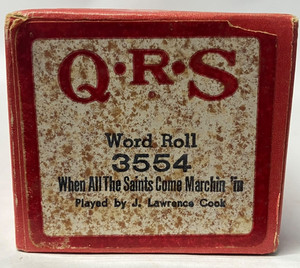 Q·R·S
Word Roll
3554
When All The Saints Come Marchin 'In
Played by J. Lawrence Cook